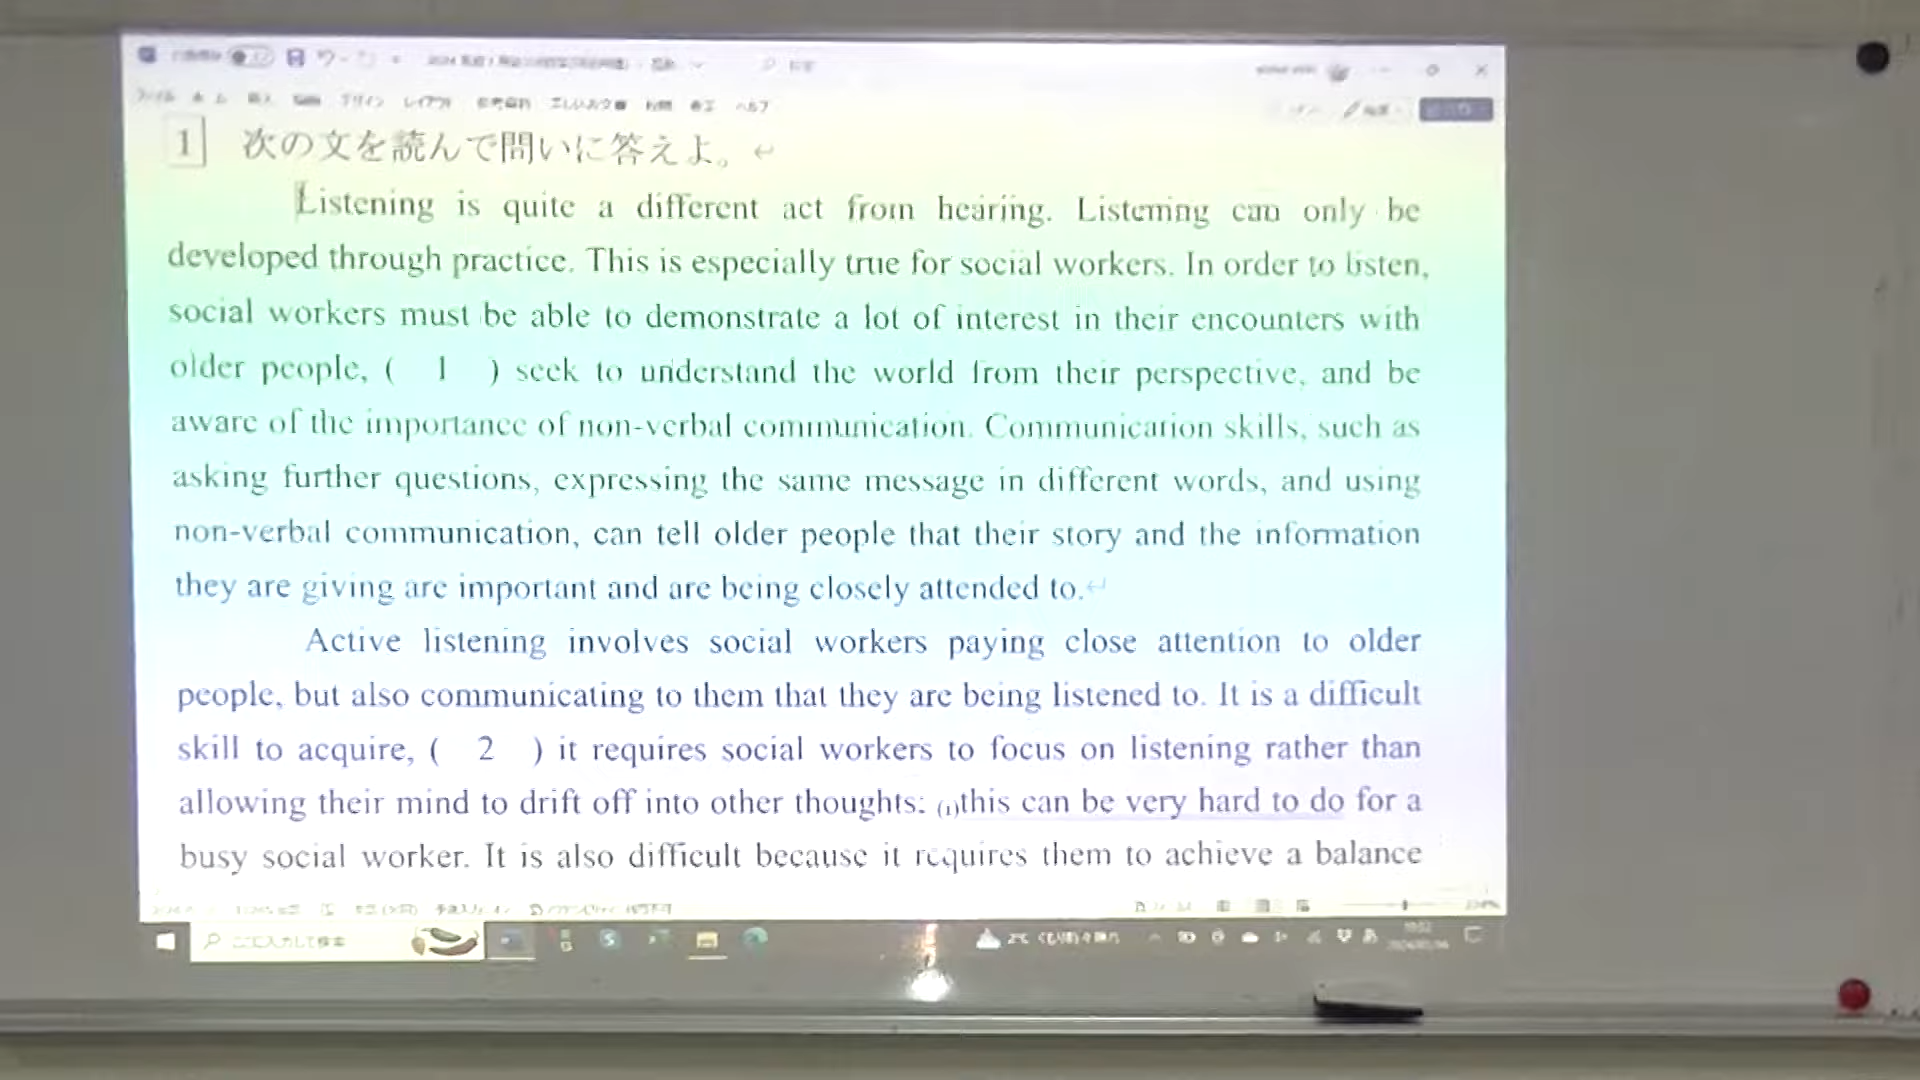 1 次の文を読んで問いに答えよ。
Listening is quite a different act from hearing. Listening can only be
developed through practice. This is especially true for social workers. In order to listen,
social workers must be able to demonstrate a lot of interest in their encounters with
older people, ( 1 ) seek to understand the world from their perspective, and be
aware of the importance of non-verbal communication. Communication skills, such as
asking further questions, expressing the same message in different words, and using
non-verbal communication, can tell older people that their story and the information
they are giving are important and are being closely attended to.
Active listening involves social workers paying close attention to older
people, but also communicating to them that they are being listened to. It is a difficult
skill to acquire, ( 2 ) it requires social workers to focus on listening rather than
allowing their mind to drift off into other thoughts: (1)this can be very hard to do for a
busy social worker. It is also difficult because it requires them to achieve a balance
ここに入力して検索